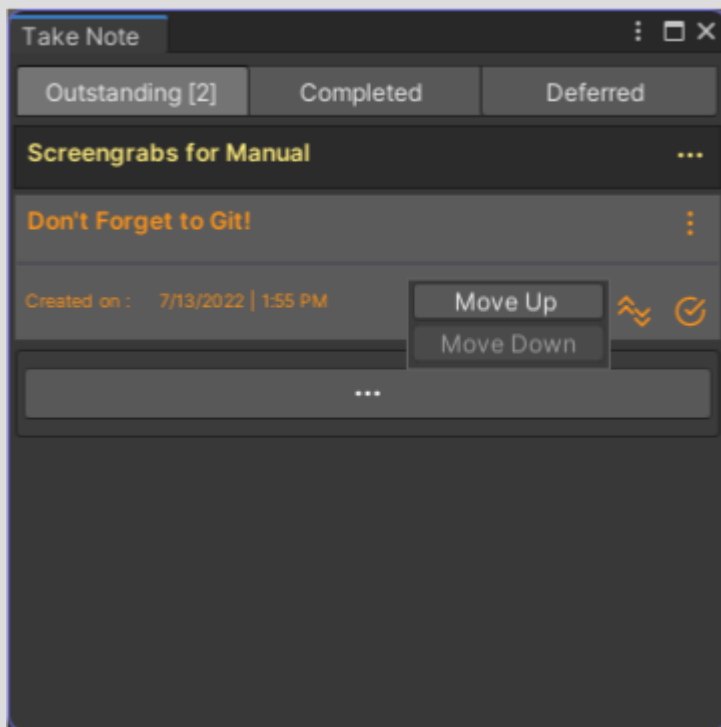 Take Note
Outstanding [2] Completed Deferred
Screengrabs for Manual ...
Don't Forget to Git!
Created on : 7/13/2022 | 1:55 PM
Move Up
Move Down
...